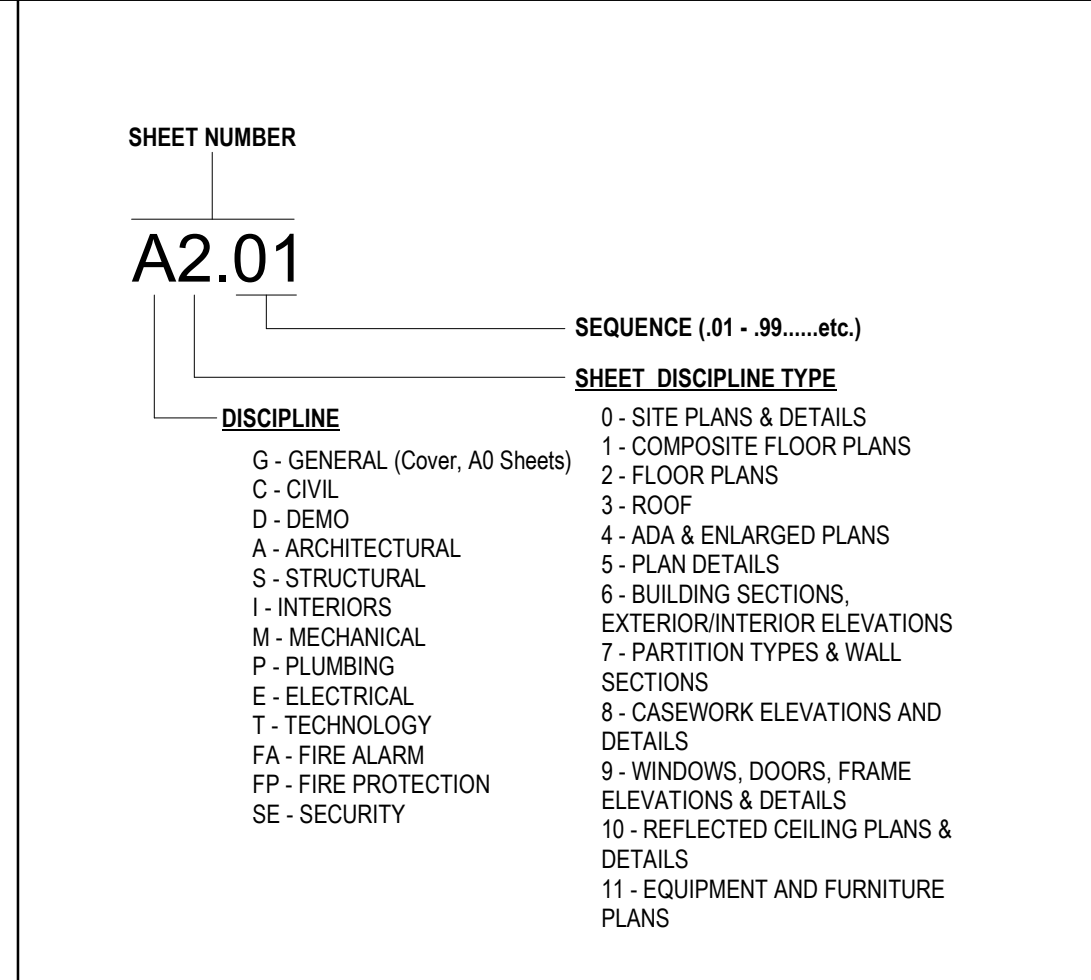 SHEET NUMBER
A2.01
SEQUENCE (.01 - .99......etc.)
SHEET DISCIPLINE TYPE
0 - SITE PLANS & DETAILS
1 - COMPOSITE FLOOR PLANS
2 - FLOOR PLANS
3 - ROOF
4 - ADA & ENLARGED PLANS
5 - PLAN DETAILS
6 - BUILDING SECTIONS,
EXTERIOR/INTERIOR ELEVATIONS
7 - PARTITION TYPES & WALL
SECTIONS
8 - CASEWORK ELEVATIONS AND
DETAILS
9 - WINDOWS, DOORS, FRAME
ELEVATIONS & DETAILS
10 - REFLECTED CEILING PLANS &
DETAILS
11 - EQUIPMENT AND FURNITURE
PLANS
DISCIPLINE
G - GENERAL (Cover, A0 Sheets)
C - CIVIL
D - DEMO
A - ARCHITECTURAL
S - STRUCTURAL
I - INTERIORS
M - MECHANICAL
P - PLUMBING
E - ELECTRICAL
T - TECHNOLOGY
FA - FIRE ALARM
FP - FIRE PROTECTION
SE - SECURITY